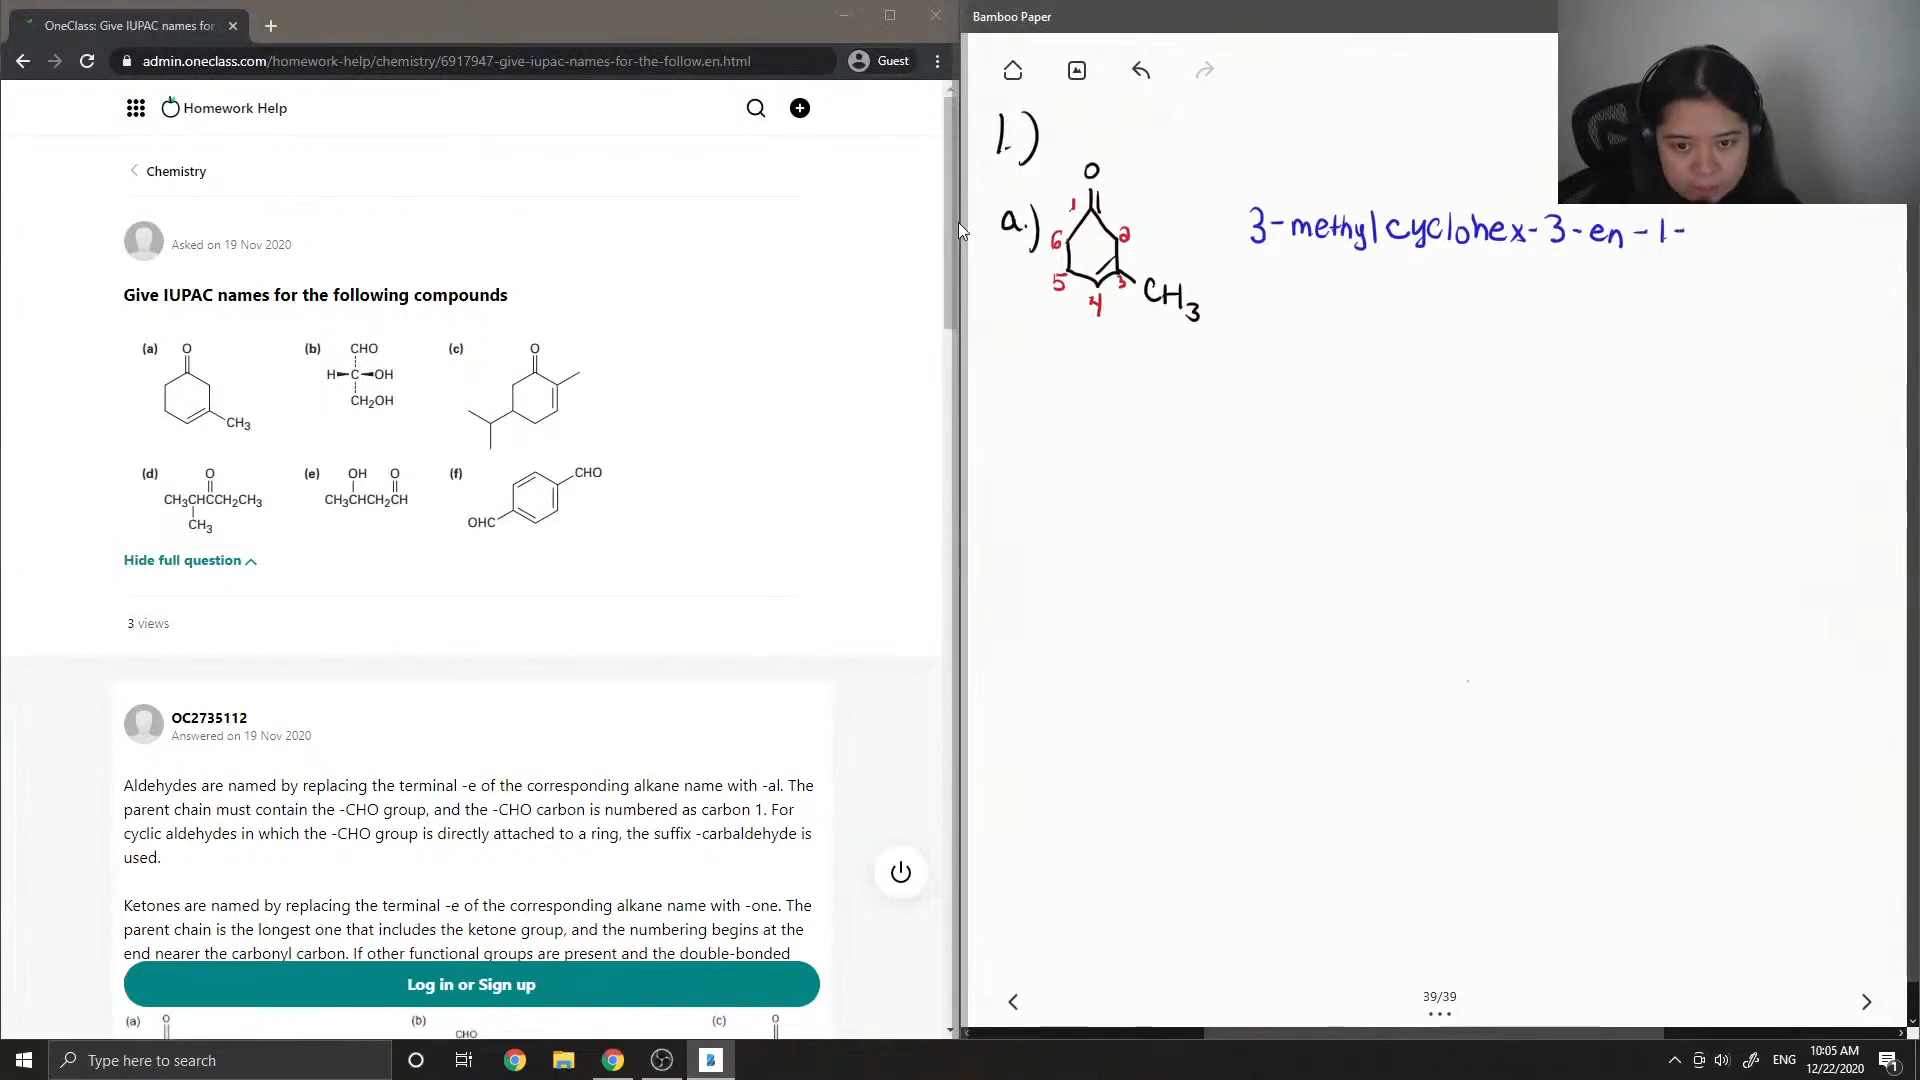 OneClass: Give IUPAC names for
admin.oneclass.com/homework-help/chemistry/6917947-give-iupac-names-for-the-follow.en.html
Guest
Homework Help
Chemistry
Asked on 19 Nov 2020
Give IUPAC names for the following compounds
(a) O
CH₃
(b) CHO
H C OH
CH₂OH
(c) O
(d) O
CH₃CHCCH₂CH₃
CH₃
(e) OH O
CH₃CHCH₂CH
(f) CHO
OHC
Hide full question
3 views
OC2735112
Answered on 19 Nov 2020
Aldehydes are named by replacing the terminal -e of the corresponding alkane name with -al. The
parent chain must contain the -CHO group, and the -CHO carbon is numbered as carbon 1. For
cyclic aldehydes in which the -CHO group is directly attached to a ring, the suffix -carbaldehyde is
used.
Ketones are named by replacing the terminal -e of the corresponding alkane name with -one. The
parent chain is the longest one that includes the ketone group, and the numbering begins at the
end nearer the carbonyl carbon. If other functional groups are present and the double-bonded
Log in or Sign up
(a) O
(b) CHO
(c) O
Bamboo Paper
1.)
a.)
O
1
6 2
5 3
4
CH₃
3-methylcyclohex-3-en-1-
39/39
Type here to search
ENG
10:05 AM
12/22/2020
1